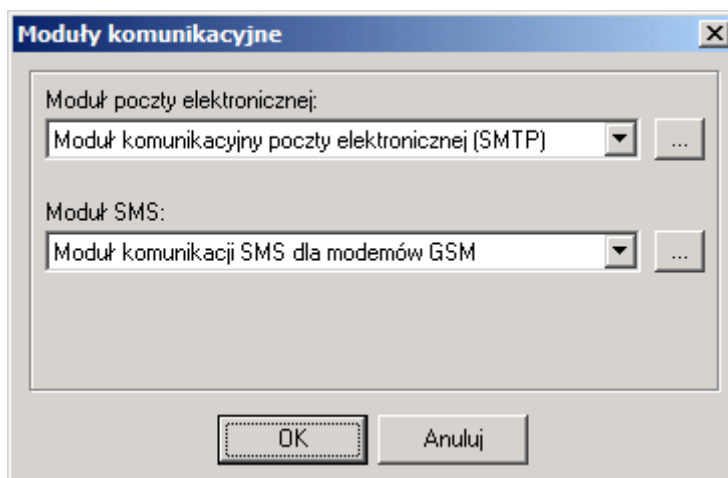 Moduły komunikacyjne
Moduł poczty elektronicznej:
Moduł komunikacyjny poczty elektronicznej (SMTP)
...
Moduł SMS:
Moduł komunikacji SMS dla modemów GSM
...
OK
Anuluj